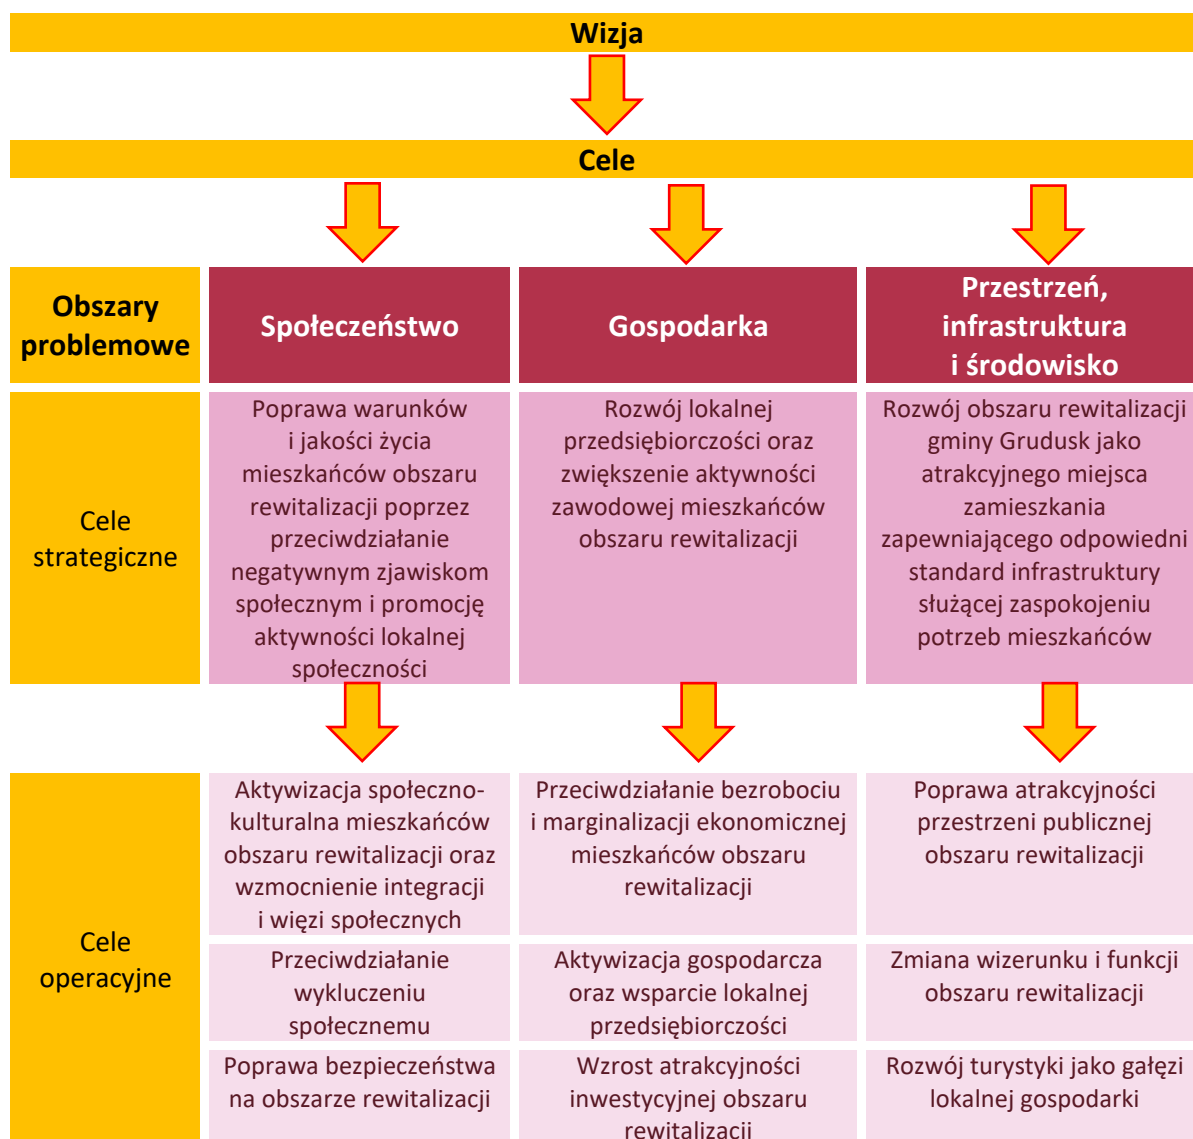 Wizja
Cele
Obszary
problemowe
Społeczeństwo
Gospodarka
Przestrzeń,
infrastruktura
i środowisko
Cele
strategiczne
Poprawa warunków
i jakości życia
mieszkańców obszaru
rewitalizacji poprzez
przeciwdziałanie
negatywnym zjawiskom
społecznym i promocję
aktywności lokalnej
społeczności
Rozwój lokalnej
przedsiębiorczości oraz
zwiększenie aktywności
zawodowej mieszkańców
obszaru rewitalizacji
Rozwój obszaru rewitalizacji
gminy Grudusk jako
atrakcyjnego miejsca
zamieszkania
zapewniającego odpowiedni
standard infrastruktury
służącej zaspokojeniu
potrzeb mieszkańców
Cele
operacyjne
Aktywizacja społeczno-
kulturalna mieszkańców
obszaru rewitalizacji oraz
wzmocnienie integracji
i więzi społecznych
Przeciwdziałanie bezrobociu
i marginalizacji ekonomicznej
mieszkańców obszaru
rewitalizacji
Poprawa atrakcyjności
przestrzeni publicznej
obszaru rewitalizacji
Przeciwdziałanie
wykluczeniu
społecznemu
Aktywizacja gospodarcza
oraz wsparcie lokalnej
przedsiębiorczości
Zmiana wizerunku i funkcji
obszaru rewitalizacji
Poprawa bezpieczeństwa
na obszarze rewitalizacji
Wzrost atrakcyjności
inwestycyjnej obszaru
rewitalizacji
Rozwój turystyki jako gałęzi
lokalnej gospodarki